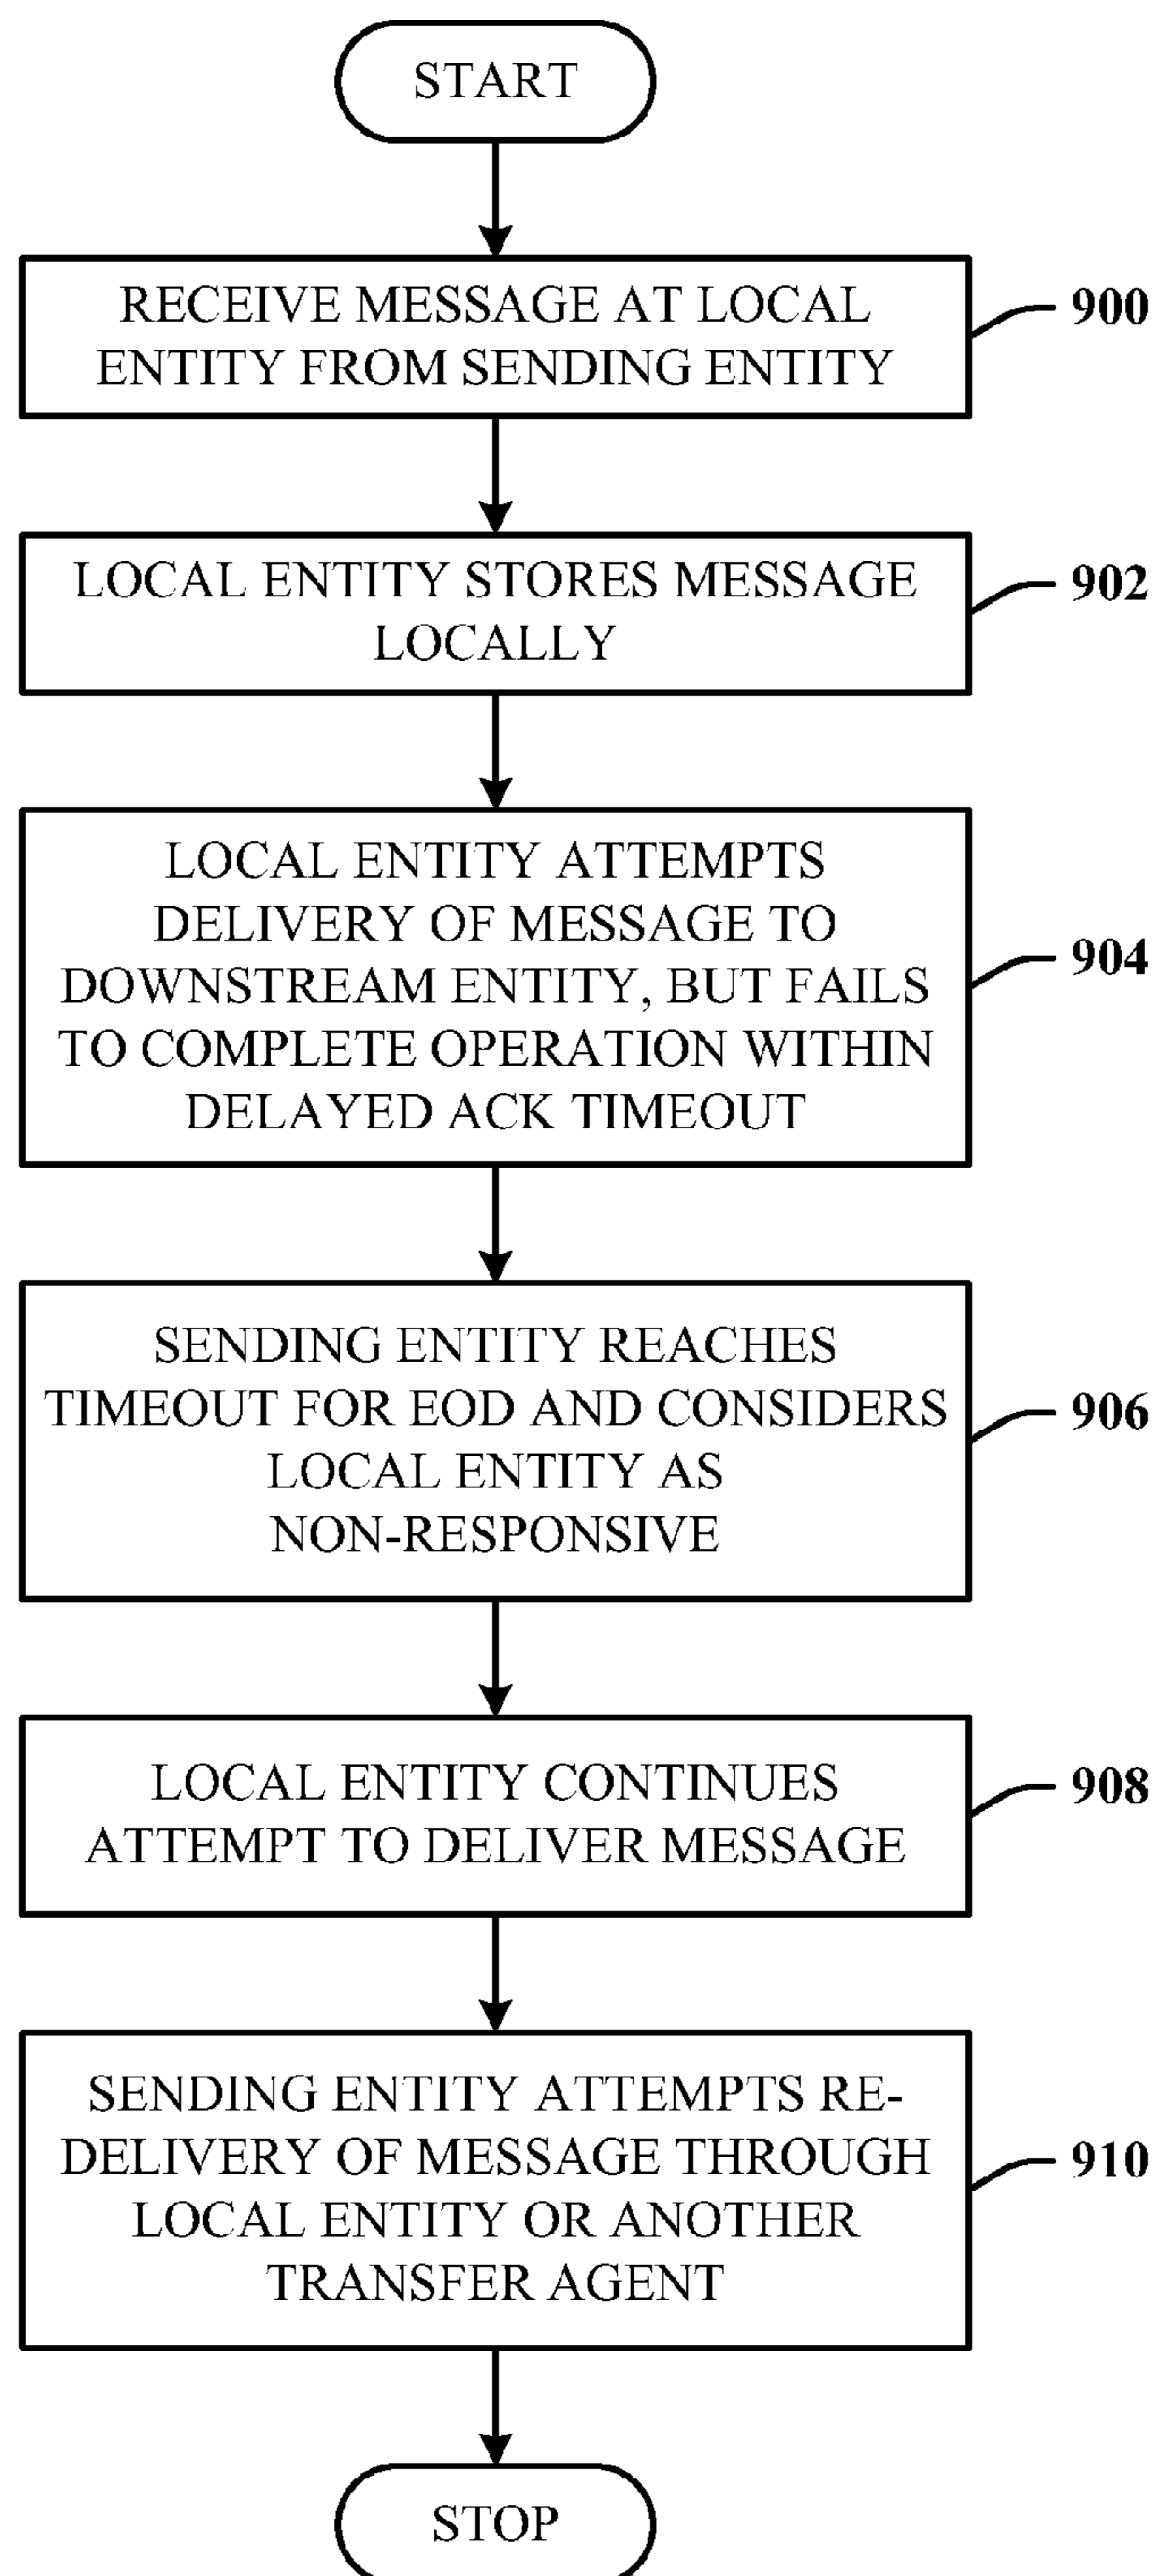 START
RECEIVE MESSAGE AT LOCAL
ENTITY FROM SENDING ENTITY
900
LOCAL ENTITY STORES MESSAGE
LOCALLY
902
LOCAL ENTITY ATTEMPTS
DELIVERY OF MESSAGE TO
DOWNSTREAM ENTITY, BUT FAILS
TO COMPLETE OPERATION WITHIN
DELAYED ACK TIMEOUT
904
SENDING ENTITY REACHES
TIMEOUT FOR EOD AND CONSIDERS
LOCAL ENTITY AS
NON-RESPONSIVE
906
LOCAL ENTITY CONTINUES
ATTEMPT TO DELIVER MESSAGE
908
SENDING ENTITY ATTEMPTS RE-
DELIVERY OF MESSAGE THROUGH
LOCAL ENTITY OR ANOTHER
TRANSFER AGENT
910
STOP